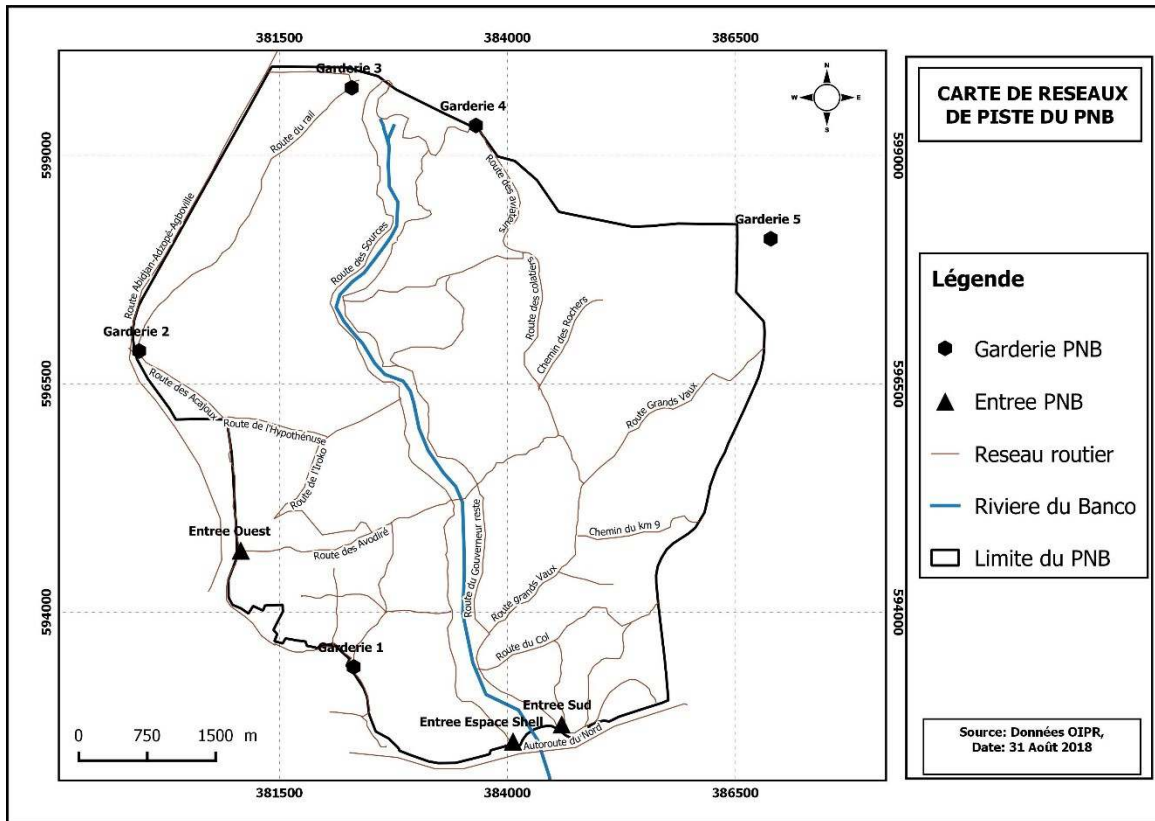 381500
384000
386500
599000
596500
594000
599000
596500
594000
381500
384000
386500
Garderie 3
Garderie 4
Garderie 5
Garderie 2
Garderie 1
Entree Ouest
Entree Sud
Entree Espace Shell
Route du rail
Route Abidjan-Adzopé-Agboville
Route des Sources
Route des aviateurs
Route des colatiers
Chemin des Rochers
Route des Acajoux
Route de l'Hypothénuse
Route de l'Iroko
Route Grands Vaux
Route des Avodiré
Route du Gouverneur reste
Chemin du km 9
Route grands Vaux
Route du Col
Autoroute du Nord
N
W
E
S
0 750 1500 m
CARTE DE RESEAUX
DE PISTE DU PNB
Légende
Garderie PNB
Entree PNB
Reseau routier
Riviere du Banco
Limite du PNB
Source: Données OIPR,
Date: 31 Août 2018